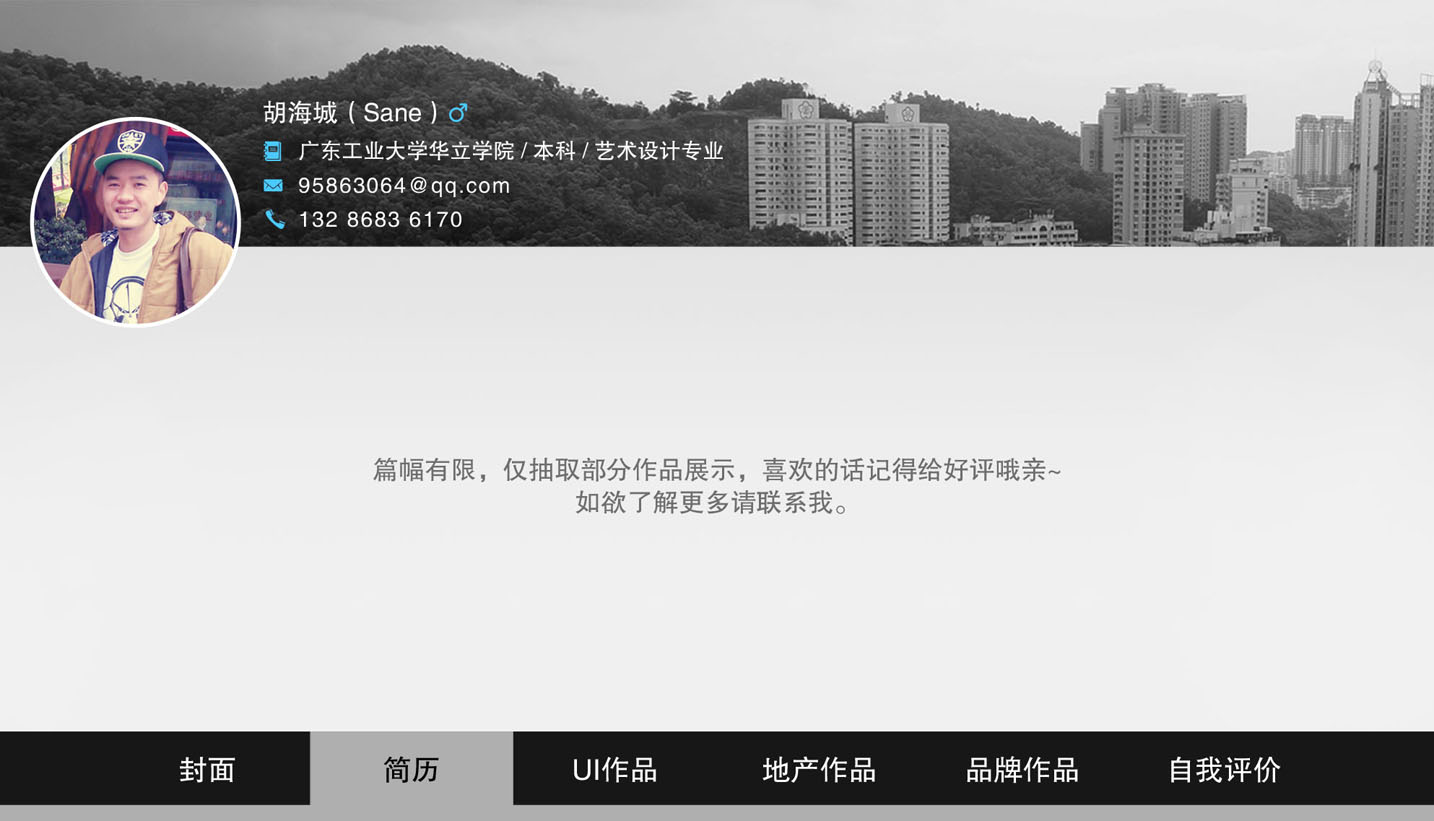 胡海城（Sane）♂
广东工业大学华立学院 / 本科 / 艺术设计专业
95863064@qq.com
132 8683 6170
篇幅有限，仅抽取部分作品展示，喜欢的话记得给好评哦亲~
如欲了解更多请联系我。
封面 简历 UI作品 地产作品 品牌作品 自我评价